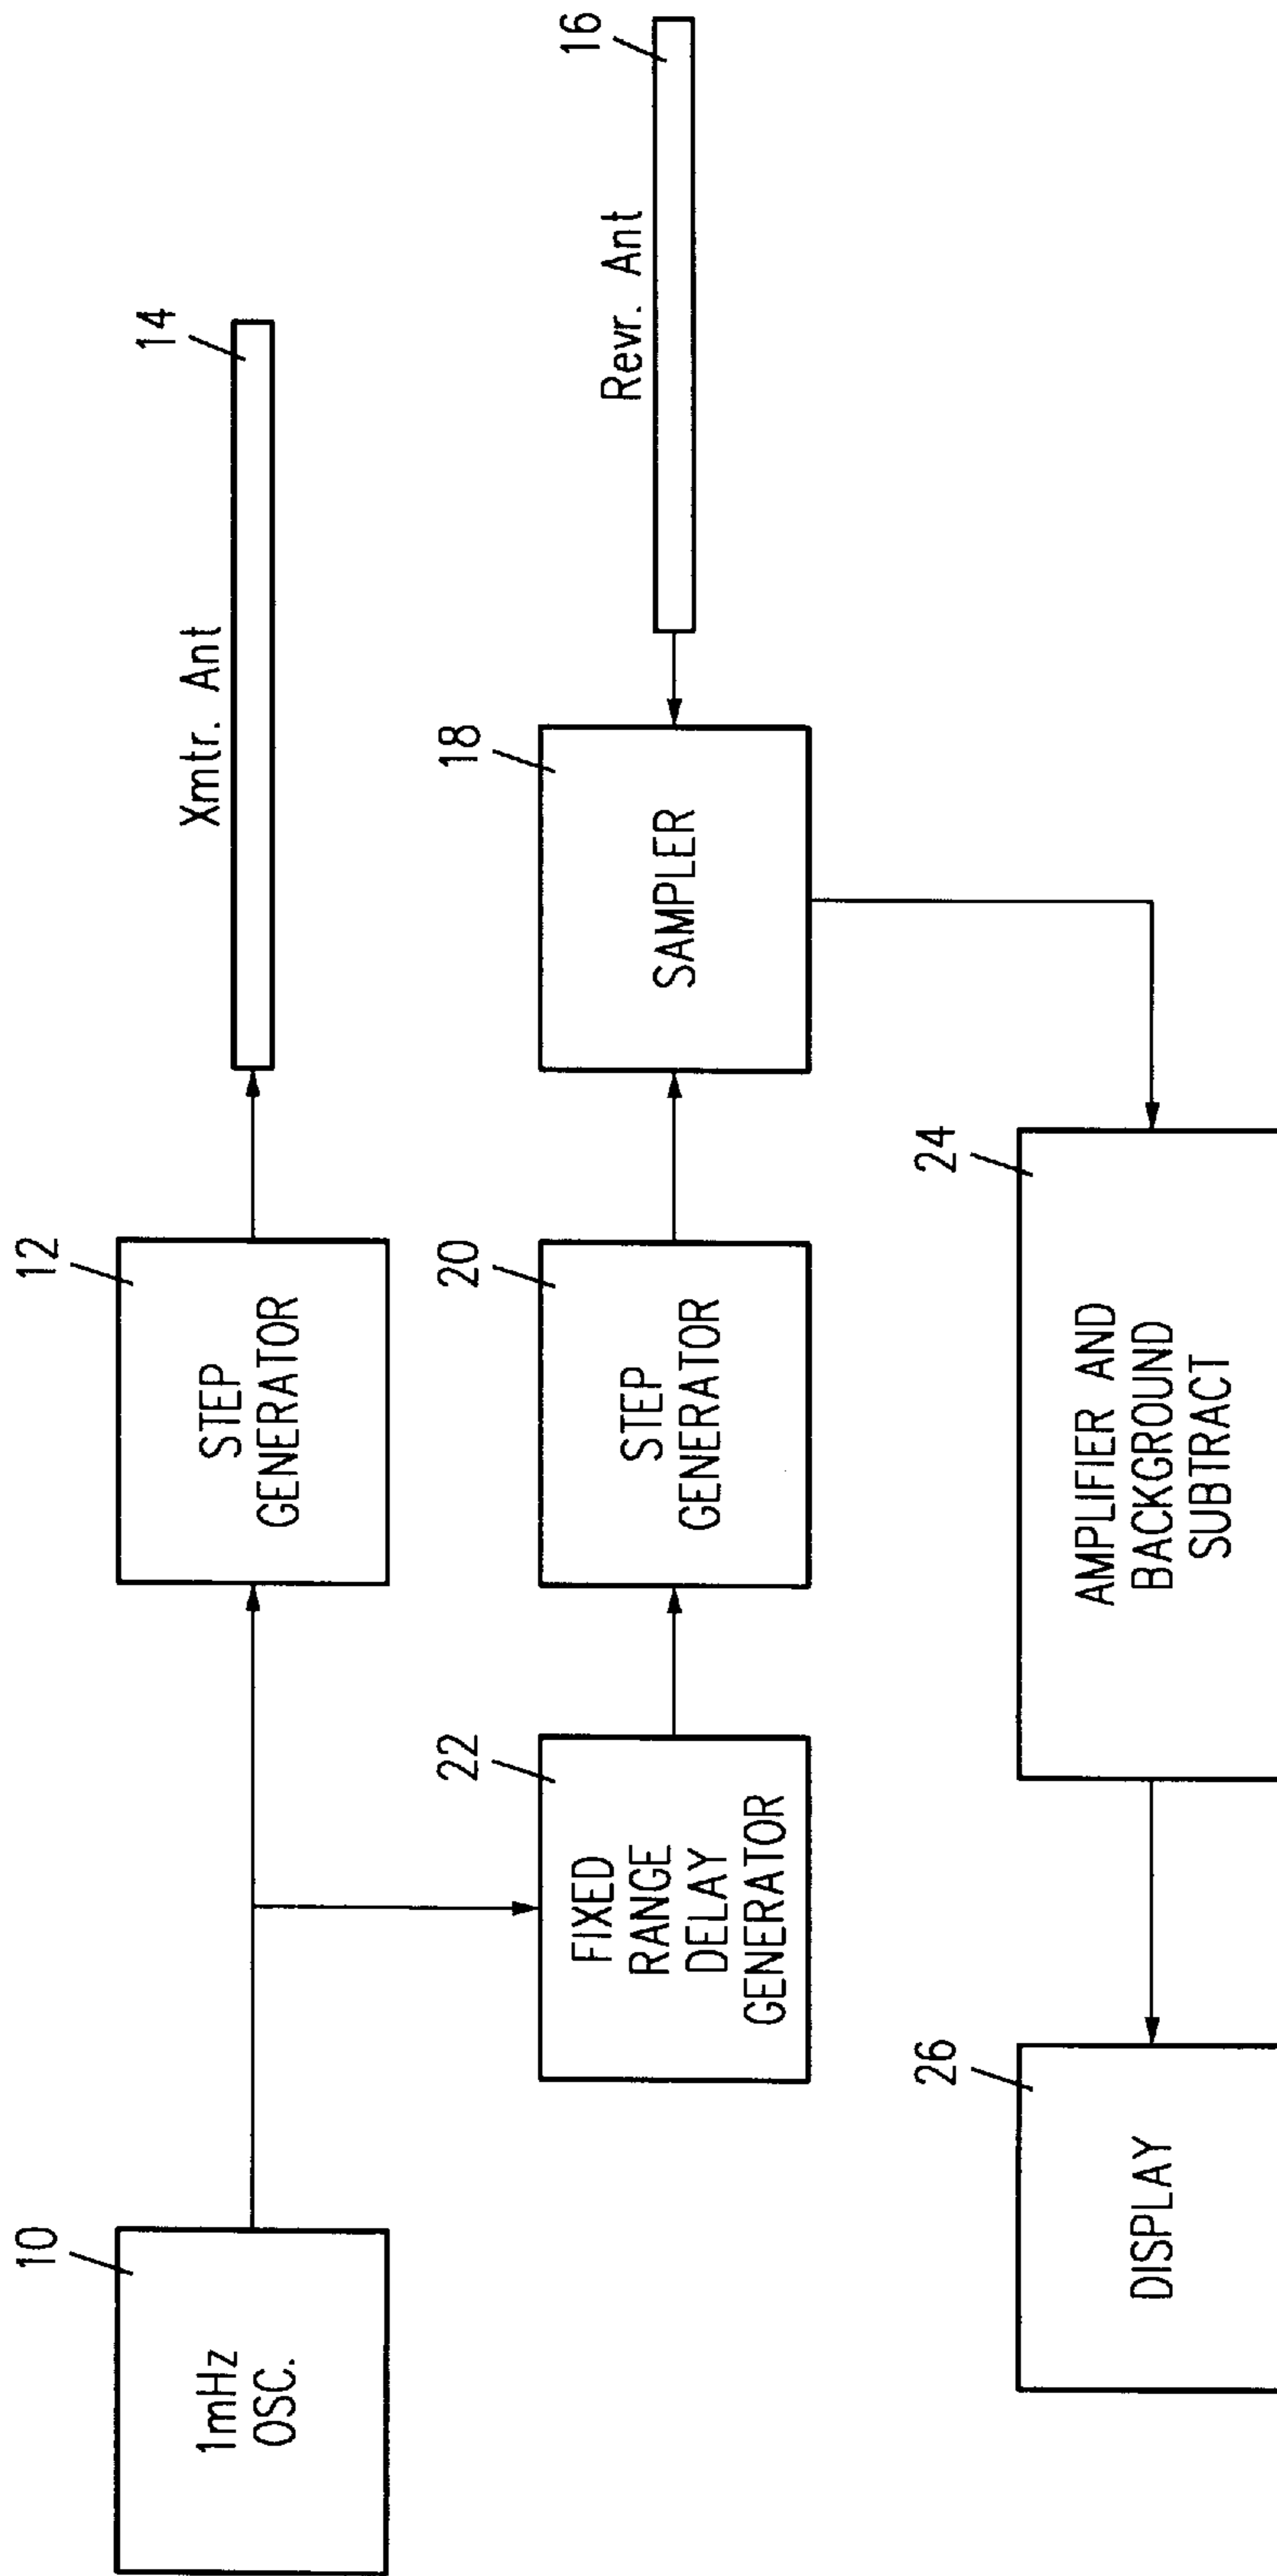 10
1mHz
OSC.
12
STEP
GENERATOR
Xmtr. Ant
14
22
FIXED
RANGE
DELAY
GENERATOR
20
STEP
GENERATOR
18
SAMPLER
Revr. Ant
16
26
DISPLAY
24
AMPLIFIER AND
BACKGROUND
SUBTRACT